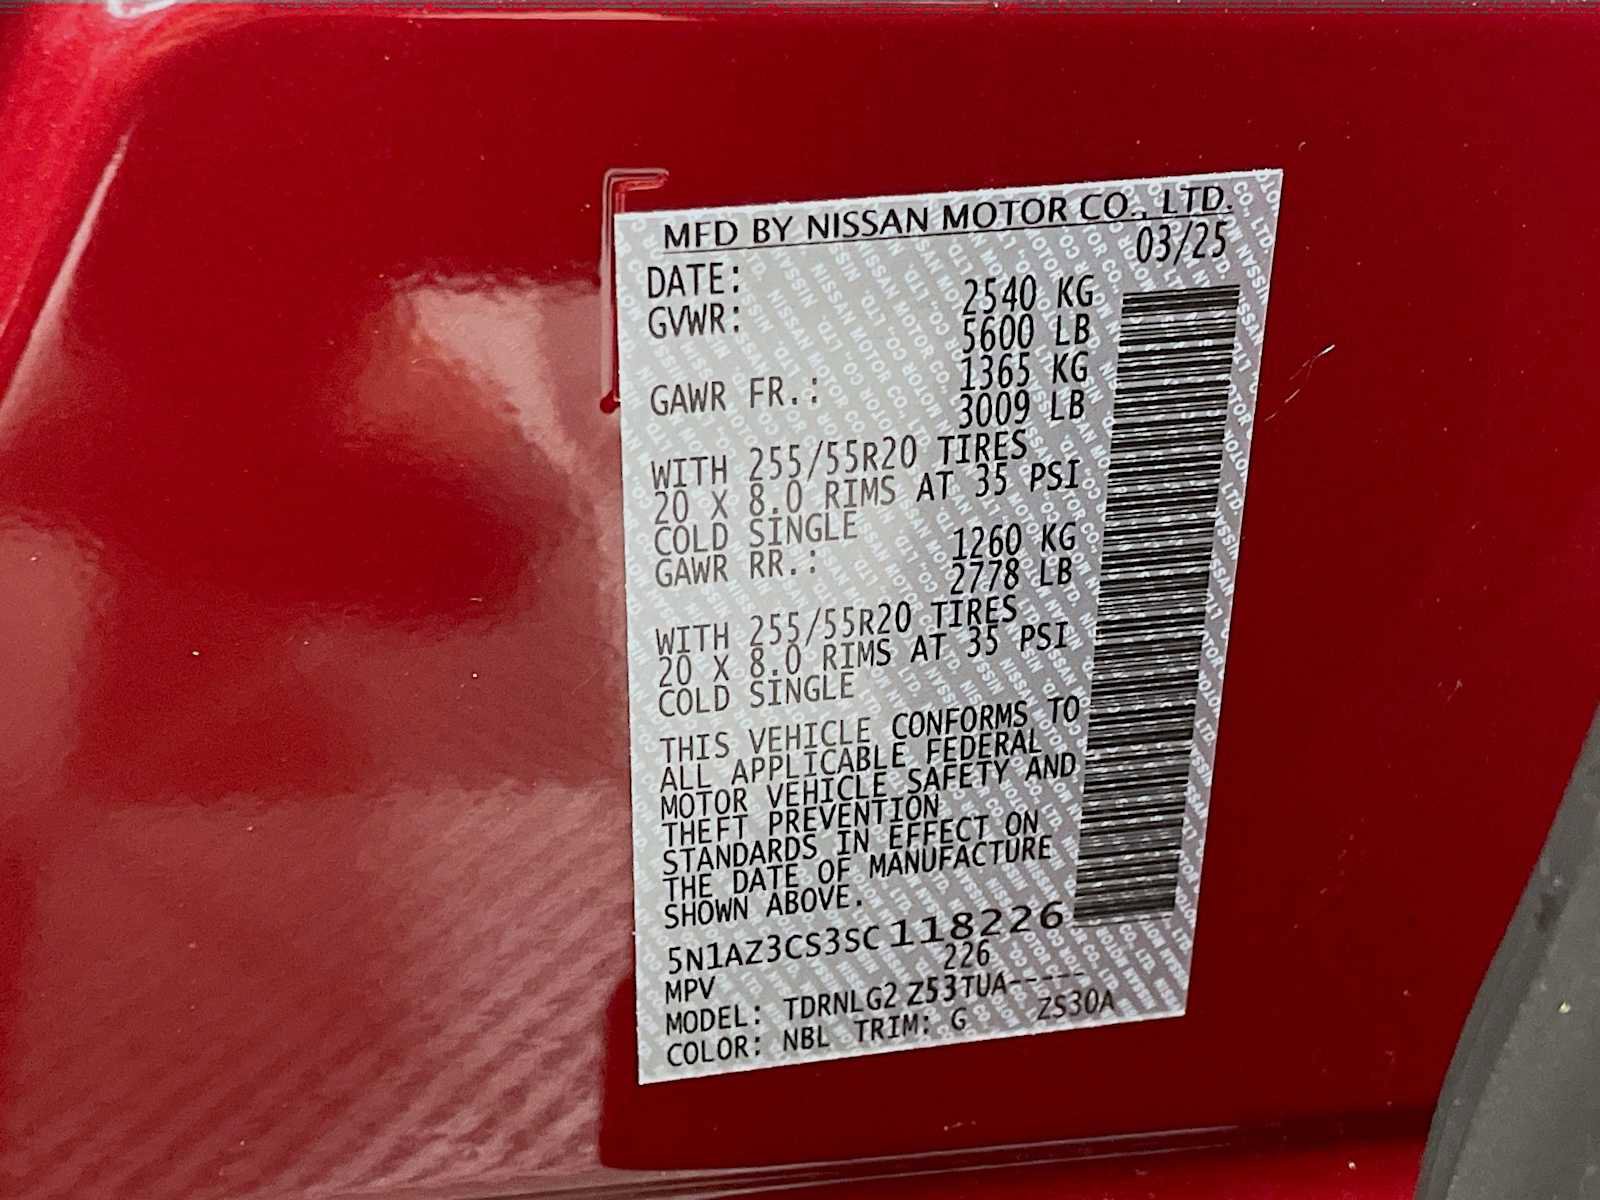 MFD BY NISSAN MOTOR CO., LTD.
DATE: 03/25
GVWR: 2540 KG
5600 LB
GAWR FR.: 1365 KG
3009 LB
WITH 255/55R20 TIRES
20 X 8.0 RIMS AT 35 PSI
COLD SINGLE
GAWR RR.: 1260 KG
2778 LB
WITH 255/55R20 TIRES
20 X 8.0 RIMS AT 35 PSI
COLD SINGLE
THIS VEHICLE CONFORMS TO
ALL APPLICABLE FEDERAL
MOTOR VEHICLE SAFETY AND
THEFT PREVENTION
STANDARDS IN EFFECT ON
THE DATE OF MANUFACTURE
SHOWN ABOVE.
5N1AZ3CS3SC118226
MPV 226
MODEL: TDRNLG2 Z53TUA-----
COLOR: NBL TRIM: G ZS30A